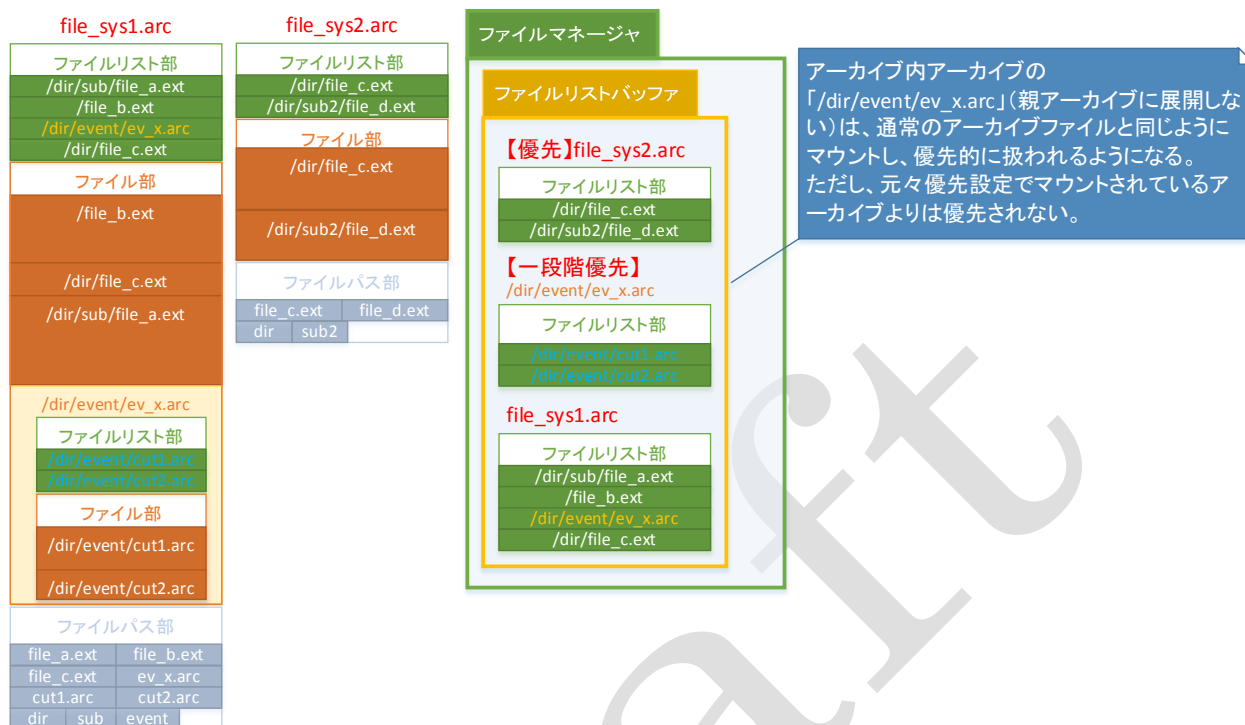 file_sys1.arc
ファイルリスト部
/dir/sub/file_a.ext
/file_b.ext
/dir/event/ev_x.arc
/dir/file_c.ext
ファイル部
/file_b.ext
/dir/file_c.ext
/dir/sub/file_a.ext
/dir/event/ev_x.arc
ファイルリスト部
/dir/event/cut1.arc
/dir/event/cut2.arc
ファイル部
/dir/event/cut1.arc
/dir/event/cut2.arc
ファイルパス部
file_a.ext file_b.ext
file_c.ext ev_x.arc
cut1.arc cut2.arc
dir sub event
file_sys2.arc
ファイルリスト部
/dir/file_c.ext
/dir/sub2/file_d.ext
ファイル部
/dir/file_c.ext
/dir/sub2/file_d.ext
ファイルパス部
file_c.ext file_d.ext
dir sub2
ファイルマネージャ
ファイルリストバッファ
【優先】file_sys2.arc
ファイルリスト部
/dir/file_c.ext
/dir/sub2/file_d.ext
【一段階優先】
/dir/event/ev_x.arc
ファイルリスト部
/dir/event/cut1.arc
/dir/event/cut2.arc
file_sys1.arc
ファイルリスト部
/dir/sub/file_a.ext
/file_b.ext
/dir/event/ev_x.arc
/dir/file_c.ext
アーカイブ内アーカイブの
「/dir/event/ev_x.arc」(親アーカイブに展開しな
い)は、通常のアーカイブファイルと同じように
マウントし、優先的に扱われるようになる。
ただし、元々優先設定でマウントされているア
ーカイブよりは優先されない。
aft